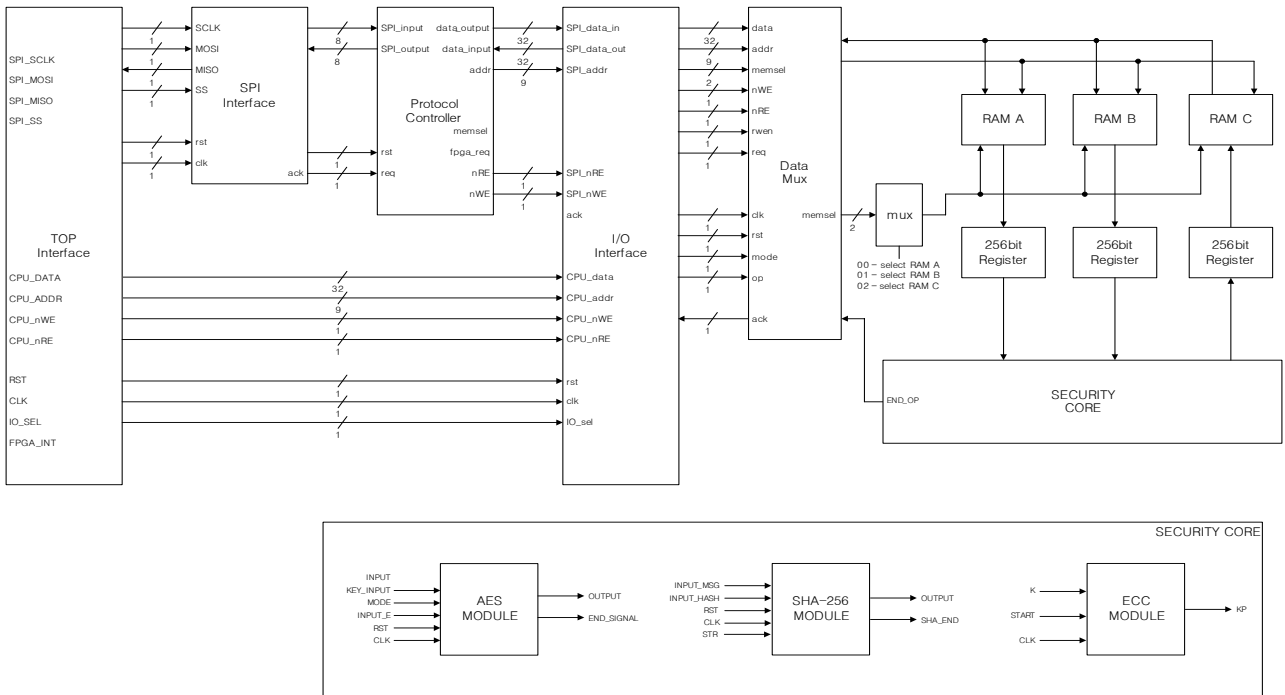 SPI_SCLK
SPI_MOSI
SPI_MISO
SPI_SS
TOP
Interface
CPU_DATA
CPU_ADDR
CPU_nWE
CPU_nRE
RST
CLK
IO_SEL
FPGA_INT
1
1
1
1
1
1
SCLK
MOSI
MISO
SS
SPI
Interface
rst
clk
ack
8
8
1
1
SPI_input
SPI_output
data_output
data_input
addr
Protocol
Controller
memsel
fpga_req
rst
req
nRE
nWE
32
32
9
1
1
32
9
1
1
1
1
1
SPI_data_in
SPI_data_out
SPI_addr
SPI_nRE
SPI_nWE
ack
I/O
Interface
CPU_data
CPU_addr
CPU_nWE
CPU_nRE
rst
clk
IO_sel
32
9
2
1
1
1
1
1
1
1
1
1
data
addr
memsel
nWE
nRE
rwen
req
Data
Mux
memsel
clk
rst
mode
op
ack
2
mux
00 - select RAM A
01 - select RAM B
02 - select RAM C
RAM A
RAM B
RAM C
256bit
Register
256bit
Register
256bit
Register
END_OP
SECURITY
CORE
SECURITY CORE
INPUT
KEY_INPUT
MODE
INPUT_E
RST
CLK
AES
MODULE
OUTPUT
END_SIGNAL
INPUT_MSG
INPUT_HASH
RST
CLK
STR
SHA-256
MODULE
OUTPUT
SHA_END
K
START
CLK
ECC
MODULE
KP